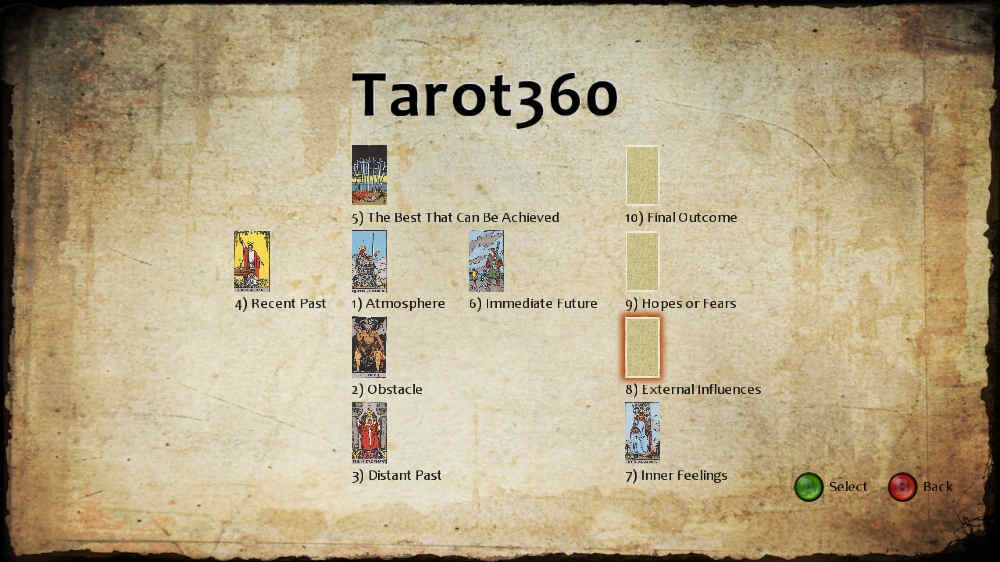 Tarot360
5) The Best That Can Be Achieved
10) Final Outcome
4) Recent Past
1) Atmosphere
6) Immediate Future
9) Hopes or Fears
2) Obstacle
8) External Influences
3) Distant Past
7) Inner Feelings
Select
Back